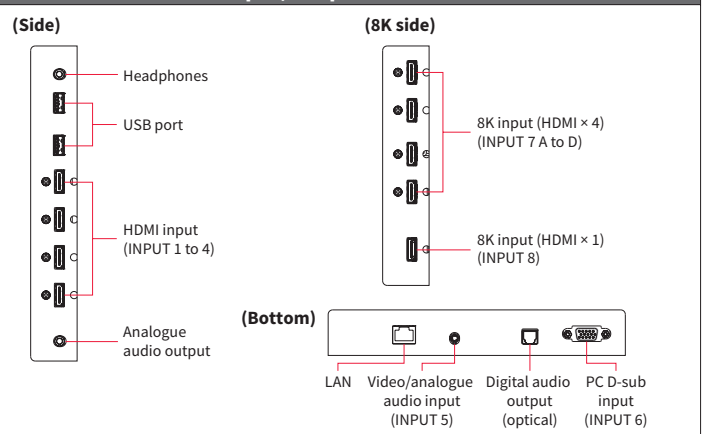 (Side)
Headphones
USB port
HDMI input
(INPUT 1 to 4)
Analogue
audio output
(8K side)
8K input (HDMI × 4)
(INPUT 7 A to D)
8K input (HDMI × 1)
(INPUT 8)
(Bottom)
LAN
Video/analogue
audio input
(INPUT 5)
Digital audio
output
(optical)
PC D-sub
input
(INPUT 6)